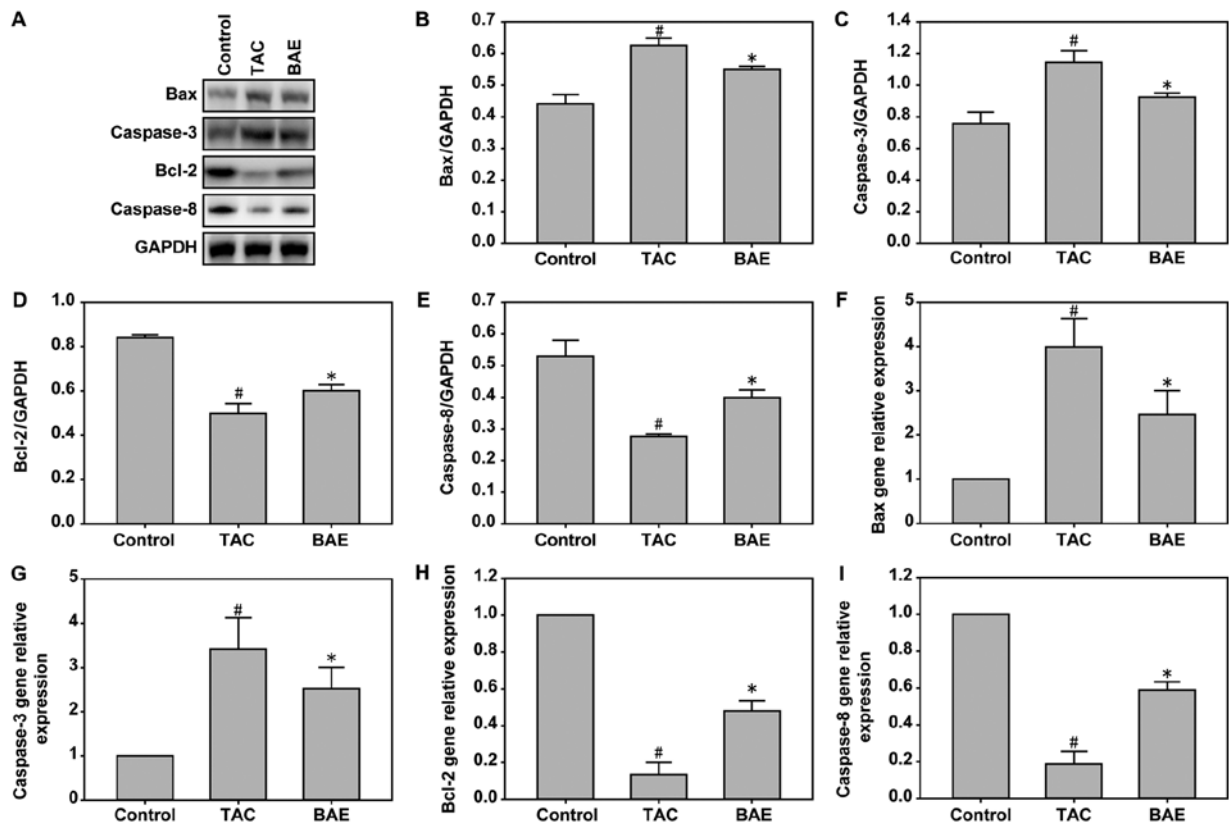 A
Control
TAC
BAE
Bax
Caspase-3
Bcl-2
Caspase-8
GAPDH
B
Bax/GAPDH
0.7
0.6
0.5
0.4
0.3
0.2
0.1
0.0
#
*
Control TAC BAE
C
Caspase-3/GAPDH
1.4
1.2
1.0
0.8
0.6
0.4
0.2
0.0
#
*
Control TAC BAE
D
Bcl-2/GAPDH
1.0
0.8
0.6
0.4
0.2
0.0
#
*
Control TAC BAE
E
Caspase-8/GAPDH
0.7
0.6
0.5
0.4
0.3
0.2
0.1
0.0
#
*
Control TAC BAE
F
Bax gene relative expression
5
4
3
2
1
0
#
*
Control TAC BAE
G
Caspase-3 gene relative
expression
5
4
3
2
1
0
#
*
Control TAC BAE
H
Bcl-2 gene relative expression
1.2
1.0
0.8
0.6
0.4
0.2
0.0
#
*
Control TAC BAE
I
Caspase-8 gene relative
expression
1.2
1.0
0.8
0.6
0.4
0.2
0.0
#
*
Control TAC BAE